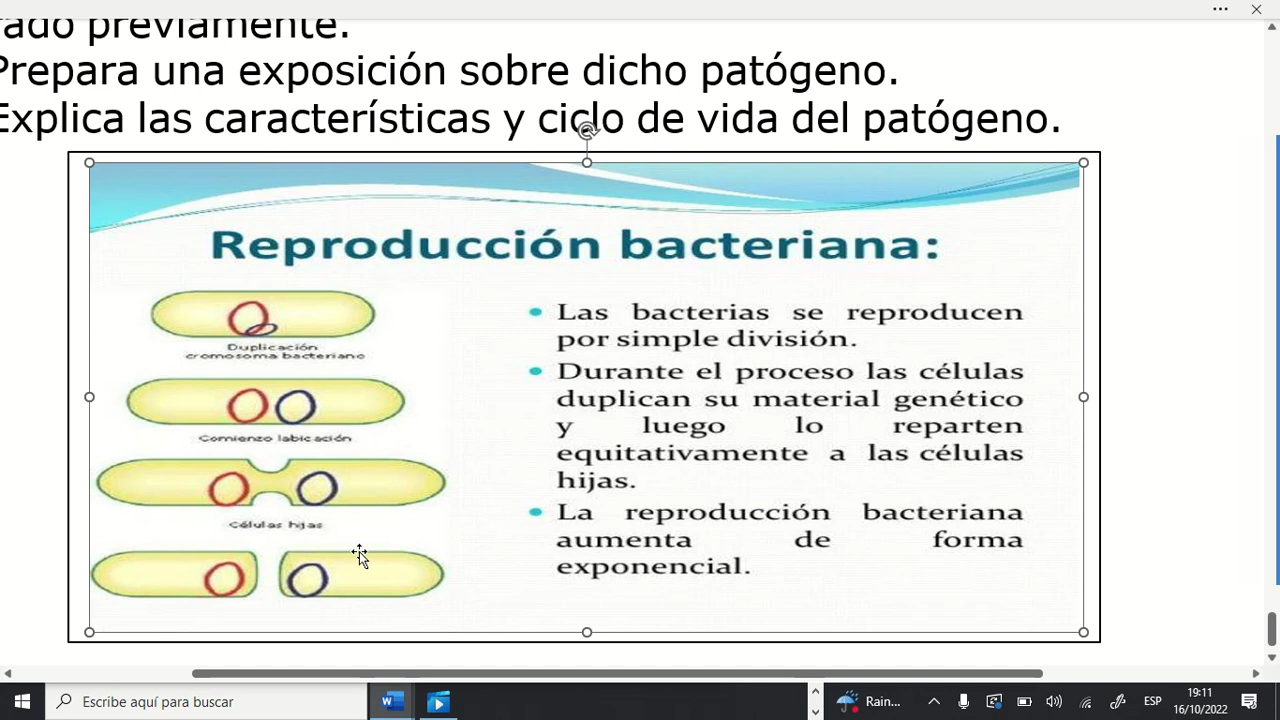 rado previamente.
Prepara una exposición sobre dicho patógeno.
Explica las características y ciclo de vida del patógeno.
Reproducción bacteriana:
Duplicación
cromosoma bacteriano
Comienzo labicación
Células hijas
• Las bacterias se reproducen
por simple división.
• Durante el proceso las células
duplican su material genético
y luego lo reparten
equitativamente a las células
hijas.
• La reproducción bacteriana
aumenta de forma
exponencial.
Escribe aquí para buscar
Rain...
ESP
19:11
16/10/2022